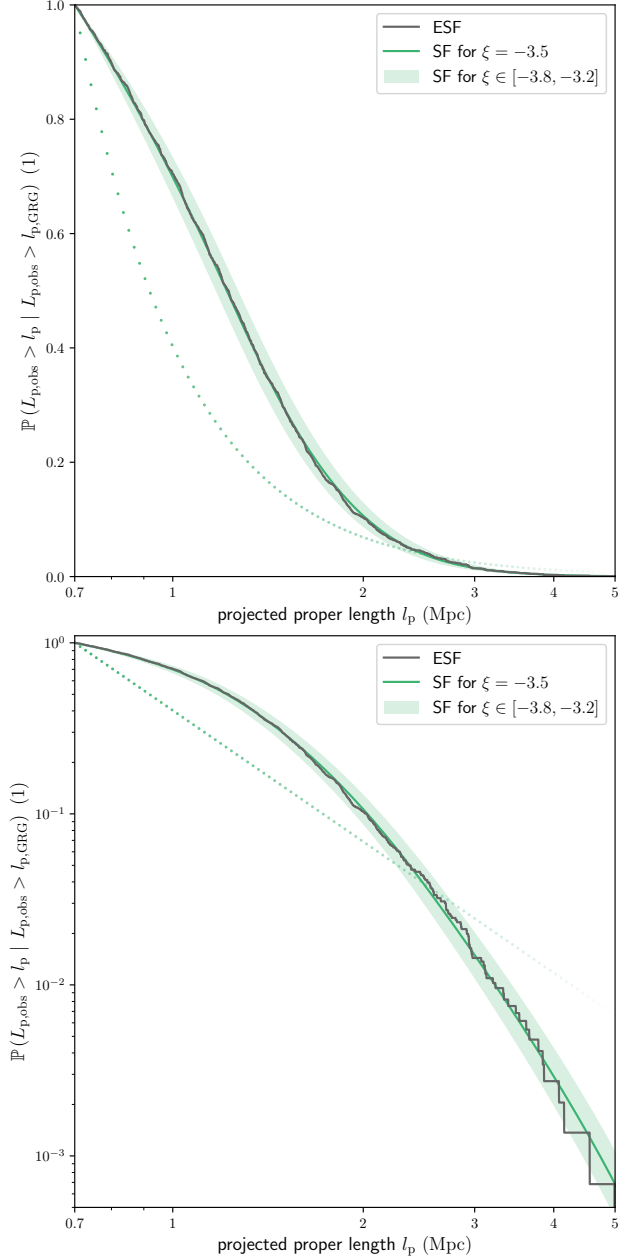 1.0
0.8
0.6
0.4
0.2
0.0
ℙ(L_p,obs > l_p | L_p,obs > l_p,GRG) (1)
ESF
SF for ξ = −3.5
SF for ξ ∈ [−3.8, −3.2]
0.7 1 2 3 4 5
projected proper length l_p (Mpc)
10^0
10^−1
10^−2
10^−3
ℙ(L_p,obs > l_p | L_p,obs > l_p,GRG) (1)
ESF
SF for ξ = −3.5
SF for ξ ∈ [−3.8, −3.2]
0.7 1 2 3 4 5
projected proper length l_p (Mpc)